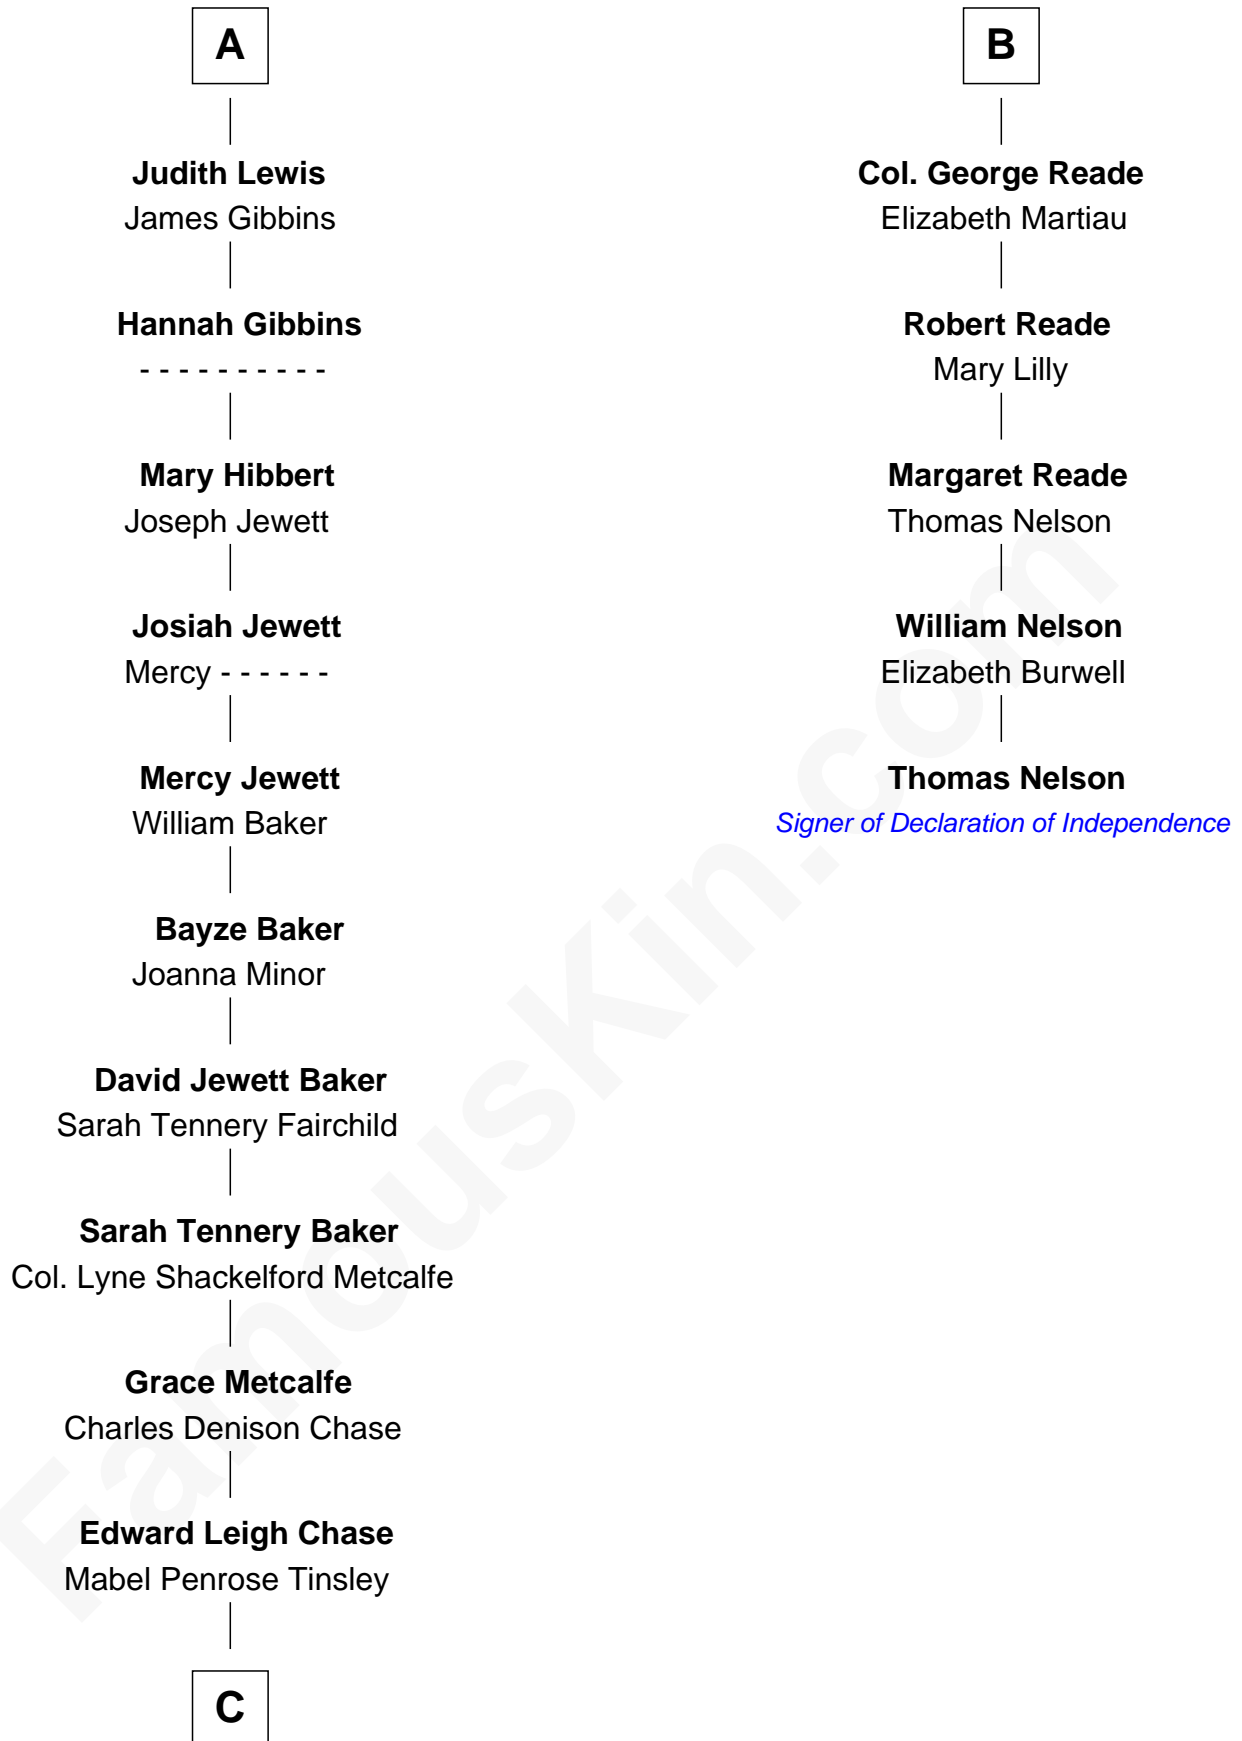 A
Judith Lewis
James Gibbins
Hannah Gibbins
- - - - - - - - - -
Mary Hibbert
Joseph Jewett
Josiah Jewett
Mercy - - - - - -
Mercy Jewett
William Baker
Bayze Baker
Joanna Minor
David Jewett Baker
Sarah Tennery Fairchild
Sarah Tennery Baker
Col. Lyne Shackelford Metcalfe
Grace Metcalfe
Charles Denison Chase
Edward Leigh Chase
Mabel Penrose Tinsley
C
B
Col. George Reade
Elizabeth Martiau
Robert Reade
Mary Lilly
Margaret Reade
Thomas Nelson
William Nelson
Elizabeth Burwell
Thomas Nelson
Signer of Declaration of Independence
FamousKin.com